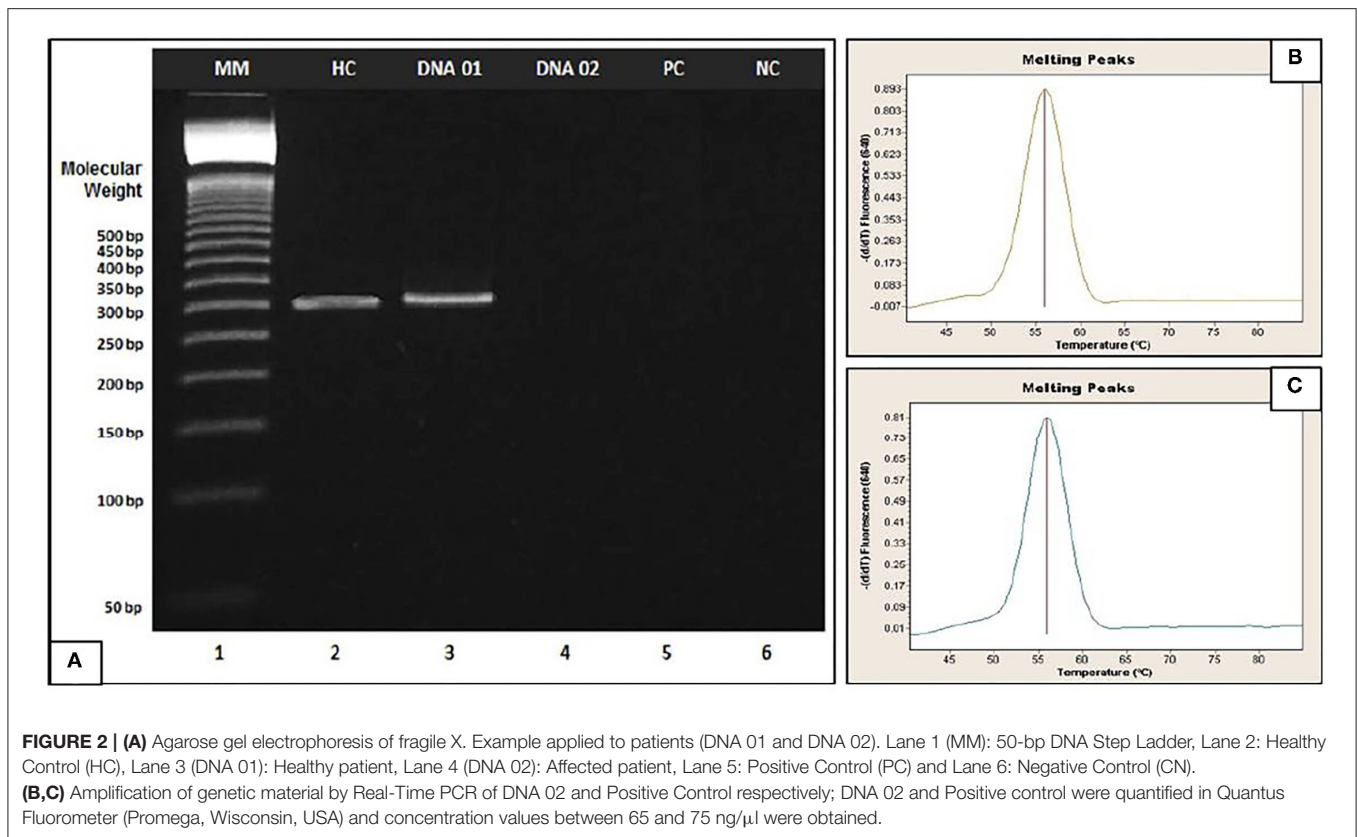 MM HC DNA 01 DNA 02 PC NC
Molecular
Weight
500 bp
450 bp
400 bp
350 bp
300 bp
250 bp
200 bp
150 bp
100 bp
50 bp
A
1 2 3 4 5 6
Melting Peaks
B
-(d/dT) Fluorescence (640)
0.893
0.803
0.713
0.623
0.533
0.443
0.353
0.263
0.173
0.083
-0.007
45 50 55 60 65 70 75 80
Temperature (°C)
Melting Peaks
C
-(d/dT) Fluorescence (640)
0.81
0.73
0.65
0.57
0.49
0.41
0.33
0.25
0.17
0.09
0.01
45 50 55 60 65 70 75 80
Temperature (°C)
FIGURE 2 | (A) Agarose gel electrophoresis of fragile X. Example applied to patients (DNA 01 and DNA 02). Lane 1 (MM): 50-bp DNA Step Ladder, Lane 2: Healthy
Control (HC), Lane 3 (DNA 01): Healthy patient, Lane 4 (DNA 02): Affected patient, Lane 5: Positive Control (PC) and Lane 6: Negative Control (CN).
(B,C) Amplification of genetic material by Real-Time PCR of DNA 02 and Positive Control respectively; DNA 02 and Positive control were quantified in Quantus
Fluorometer (Promega, Wisconsin, USA) and concentration values between 65 and 75 ng/μl were obtained.